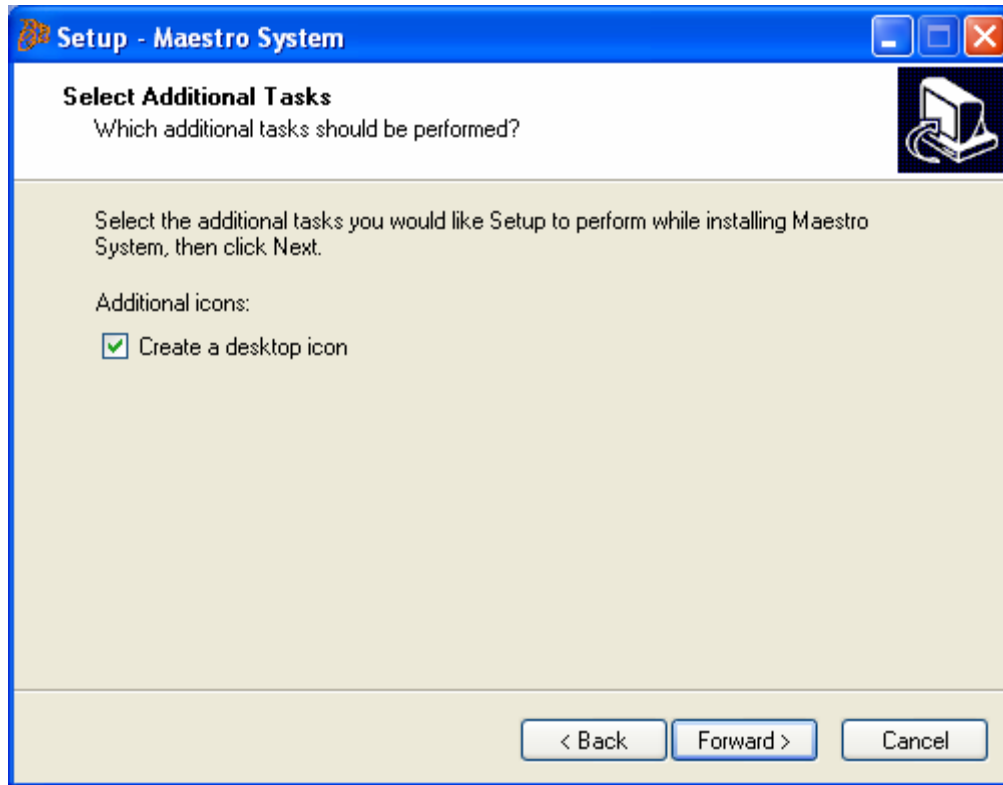 Setup - Maestro System
Select Additional Tasks
Which additional tasks should be performed?
Select the additional tasks you would like Setup to perform while installing Maestro
System, then click Next.
Additional icons:
Create a desktop icon
< Back
Forward >
Cancel